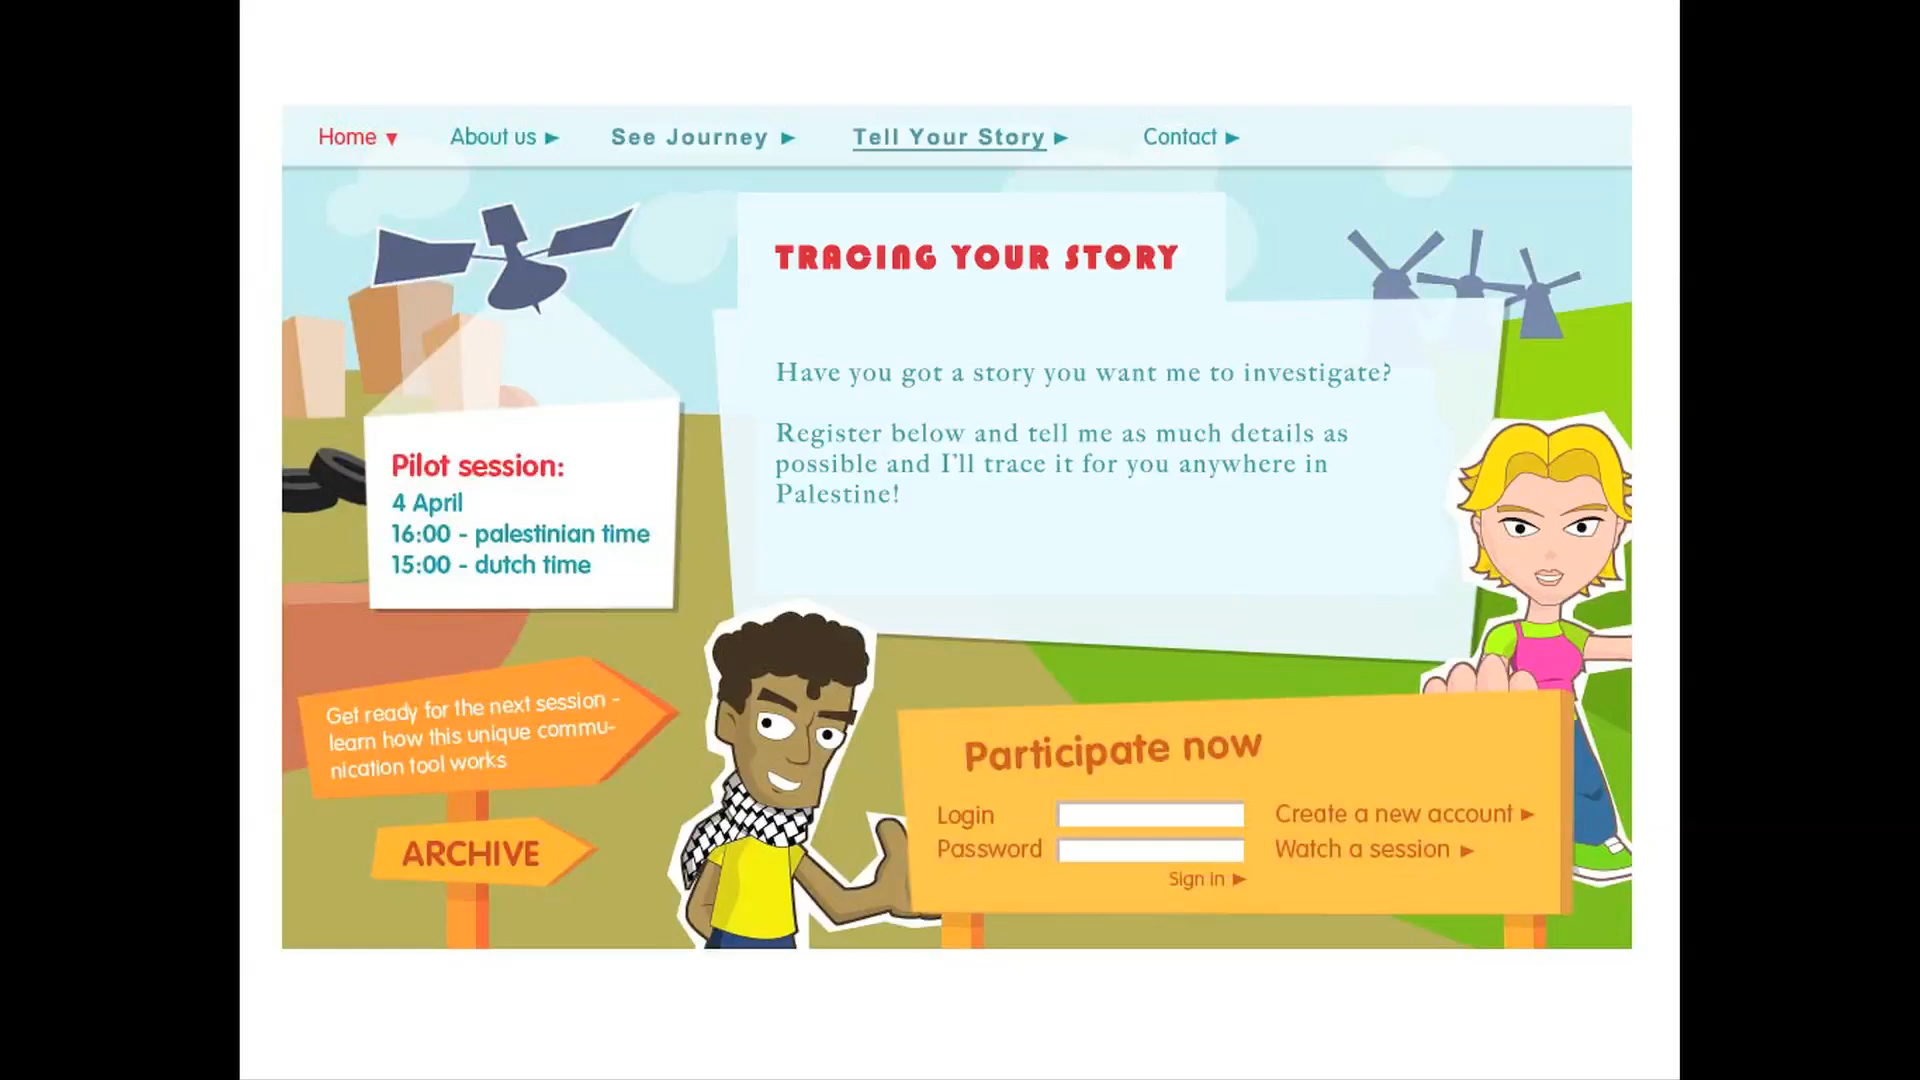 Home
About us
See Journey
Tell Your Story
Contact
TRACING YOUR STORY
Have you got a story you want me to investigate?
Register below and tell me as much details as
possible and I'll trace it for you anywhere in
Palestine!
Pilot session:
4 April
16:00 - palestinian time
15:00 - dutch time
Get ready for the next session -
learn how this unique commu-
nication tool works
ARCHIVE
Participate now
Login
Create a new account
Password
Watch a session
Sign in